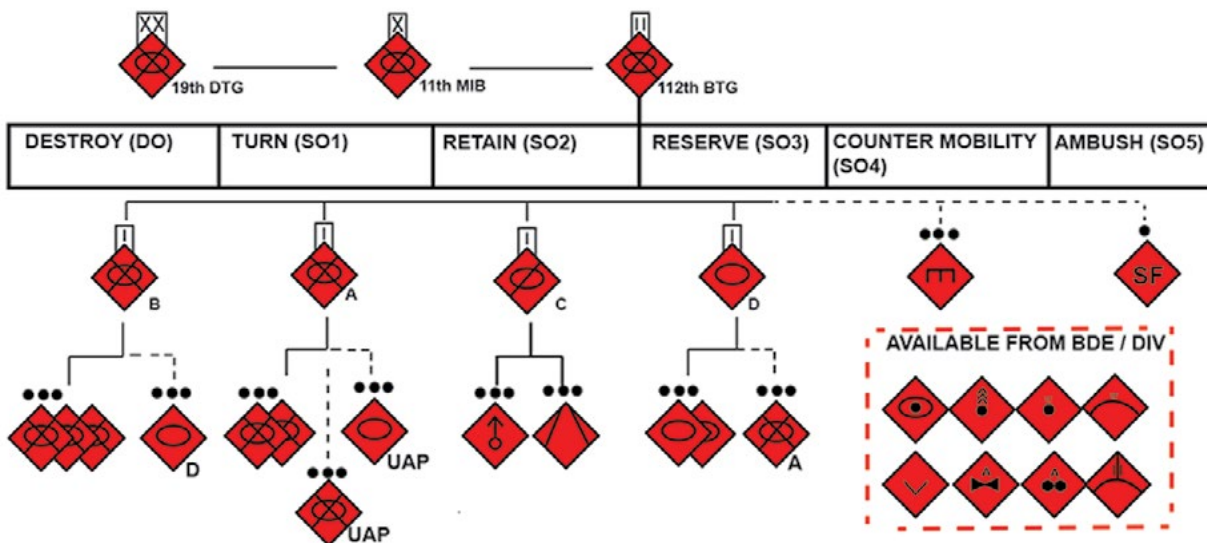 XX
X
II
19th DTG
11th MIB
112th BTG
DESTROY (DO)
TURN (SO1)
RETAIN (SO2)
RESERVE (SO3)
COUNTER MOBILITY
(SO4)
AMBUSH (SO5)
I
I
I
I
B
A
C
D
SF
AVAILABLE FROM BDE / DIV
D
UAP
A
UAP